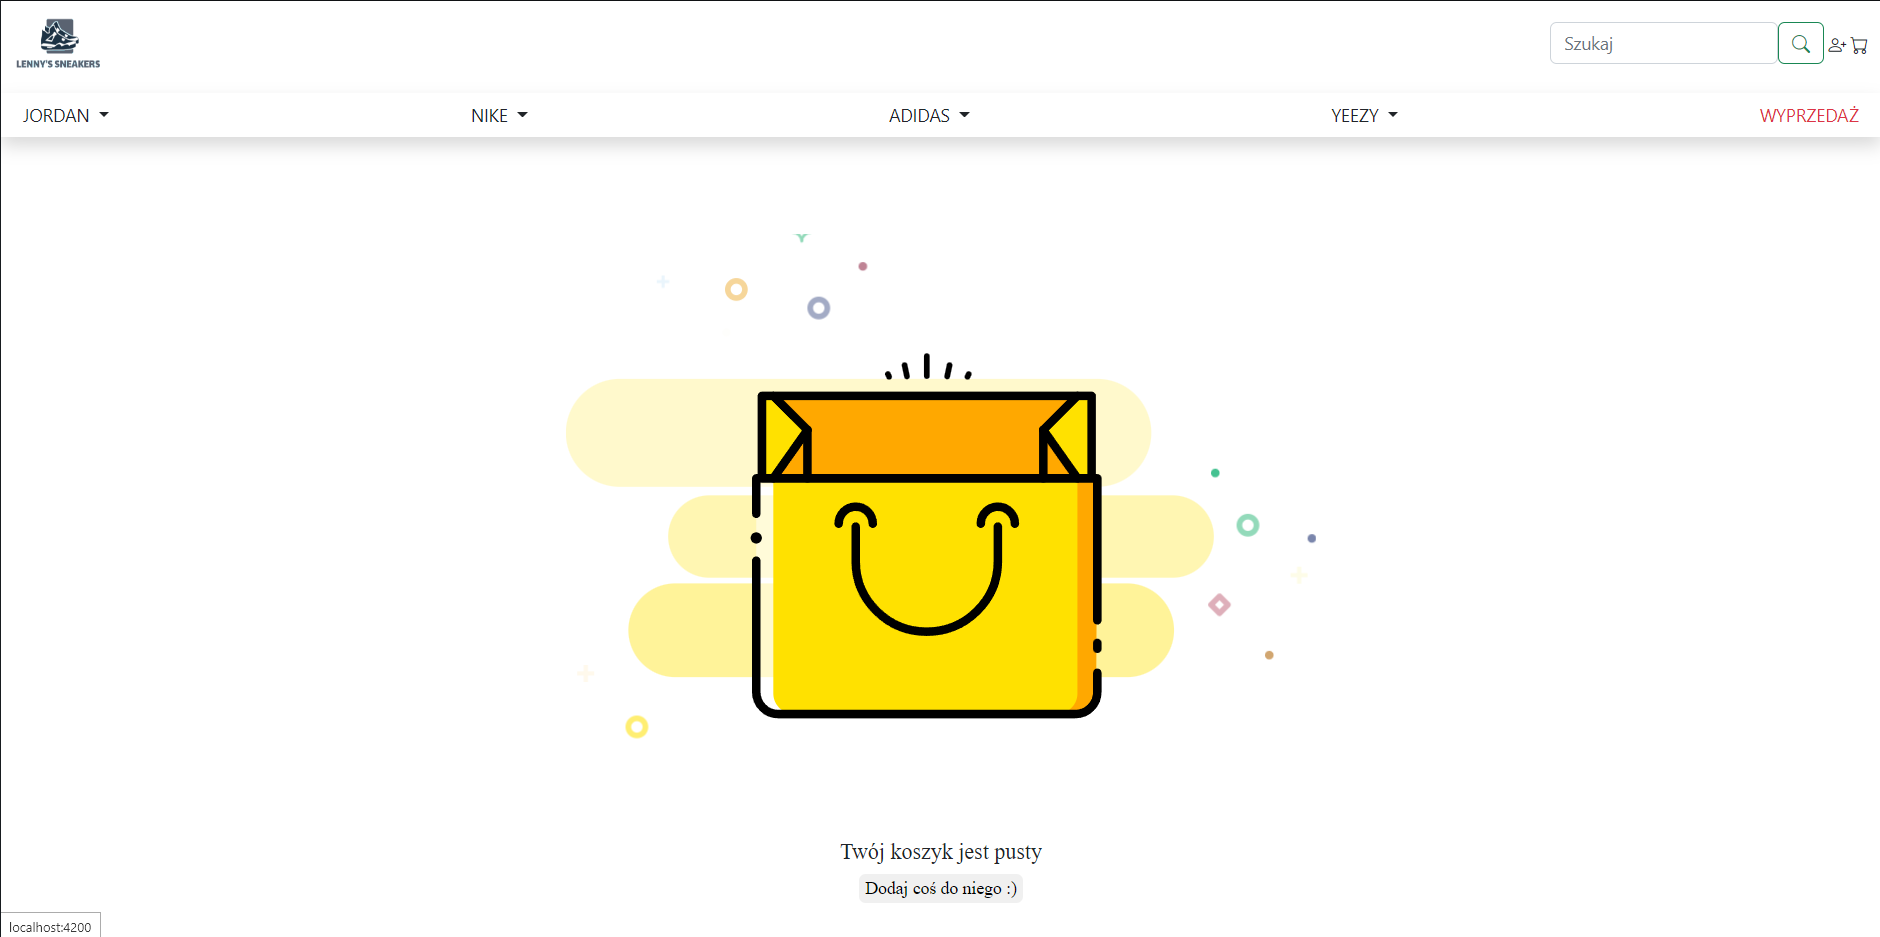 LENNY'S SNEAKERS
Szukaj
JORDAN
NIKE
ADIDAS
YEEZY
WYPRZEDAŻ
Twój koszyk jest pusty
Dodaj coś do niego :)
localhost:4200